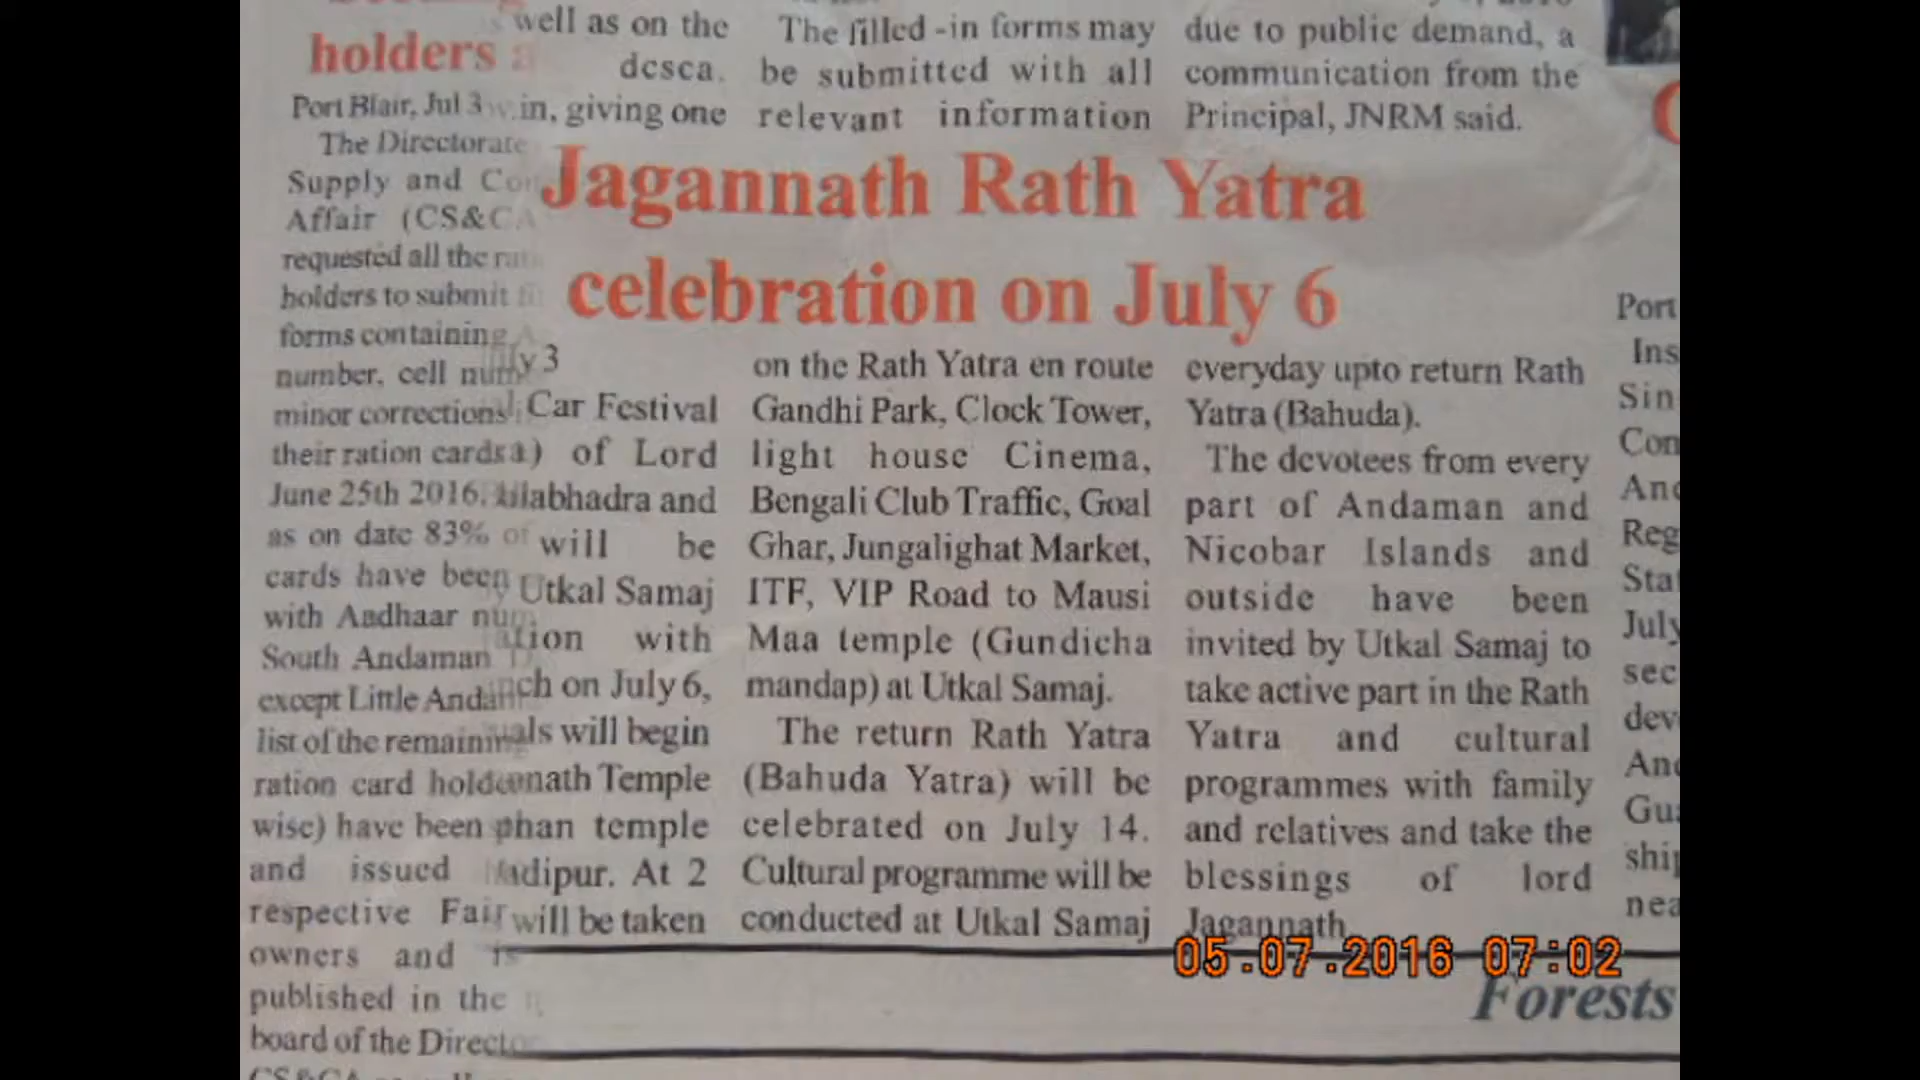 holders
Port Blair, Jul 3
The Directorate
Supply and
Affair (CS&CA
requested all the
holders to submit
forms containing
number, cell
minor corrections
their ration cards
June 25th 2016.
as on date 83% of
cards have been
with Aadhaar
South Andaman
except Little
list of the
ration card
wise) have been
and issued
respective Fair
owners and is
published in the
board of the
well as on the
desca.
in, giving one
The filled -in forms may
be submitted with all
relevant information
due to public demand, a
communication from the
Principal, JNRM said.
Jagannath Rath Yatra
celebration on July 6
3
Car Festival
of Lord
and
will be
Utkal Samaj
with
on July 6,
will begin
Temple
temple
At 2
will be taken
on the Rath Yatra en route
Gandhi Park, Clock Tower,
light house Cinema,
Bengali Club Traffic, Goal
Ghar, Jungalighat Market,
ITF, VIP Road to Mausi
Maa temple (Gundicha
mandap) at Utkal Samaj.
The return Rath Yatra
(Bahuda Yatra) will be
celebrated on July 14.
Cultural programme will be
conducted at Utkal Samaj
everyday upto return Rath
Yatra (Bahuda).
The devotees from every
part of Andaman and
Nicobar Islands and
outside have been
invited by Utkal Samaj to
take active part in the Rath
Yatra and cultural
programmes with family
and relatives and take the
blessings of lord
Jagannath
05.07.2016 07:02
Forests
Port
July